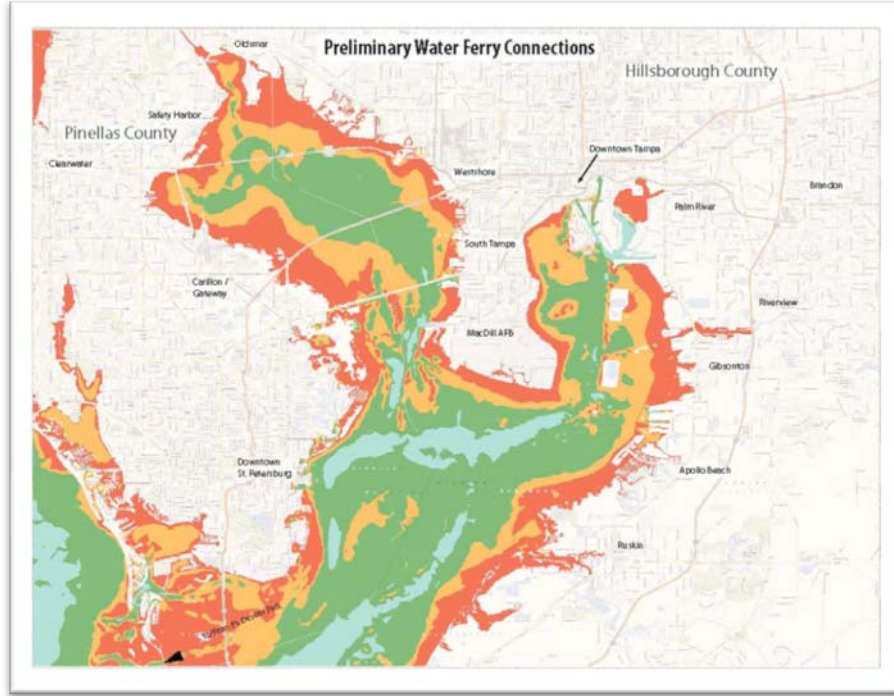 Preliminary Water Ferry Connections
Oldsmar
Hillsborough County
Safety Harbor
Pinellas County
Clearwater
Downtown Tampa
Westshore
Brandon
Palm River
South Tampa
Carillon /
Gateway
Riverview
MacDill AFB
Gibsonton
Downtown
St. Petersburg
Apollo Beach
Ruskin